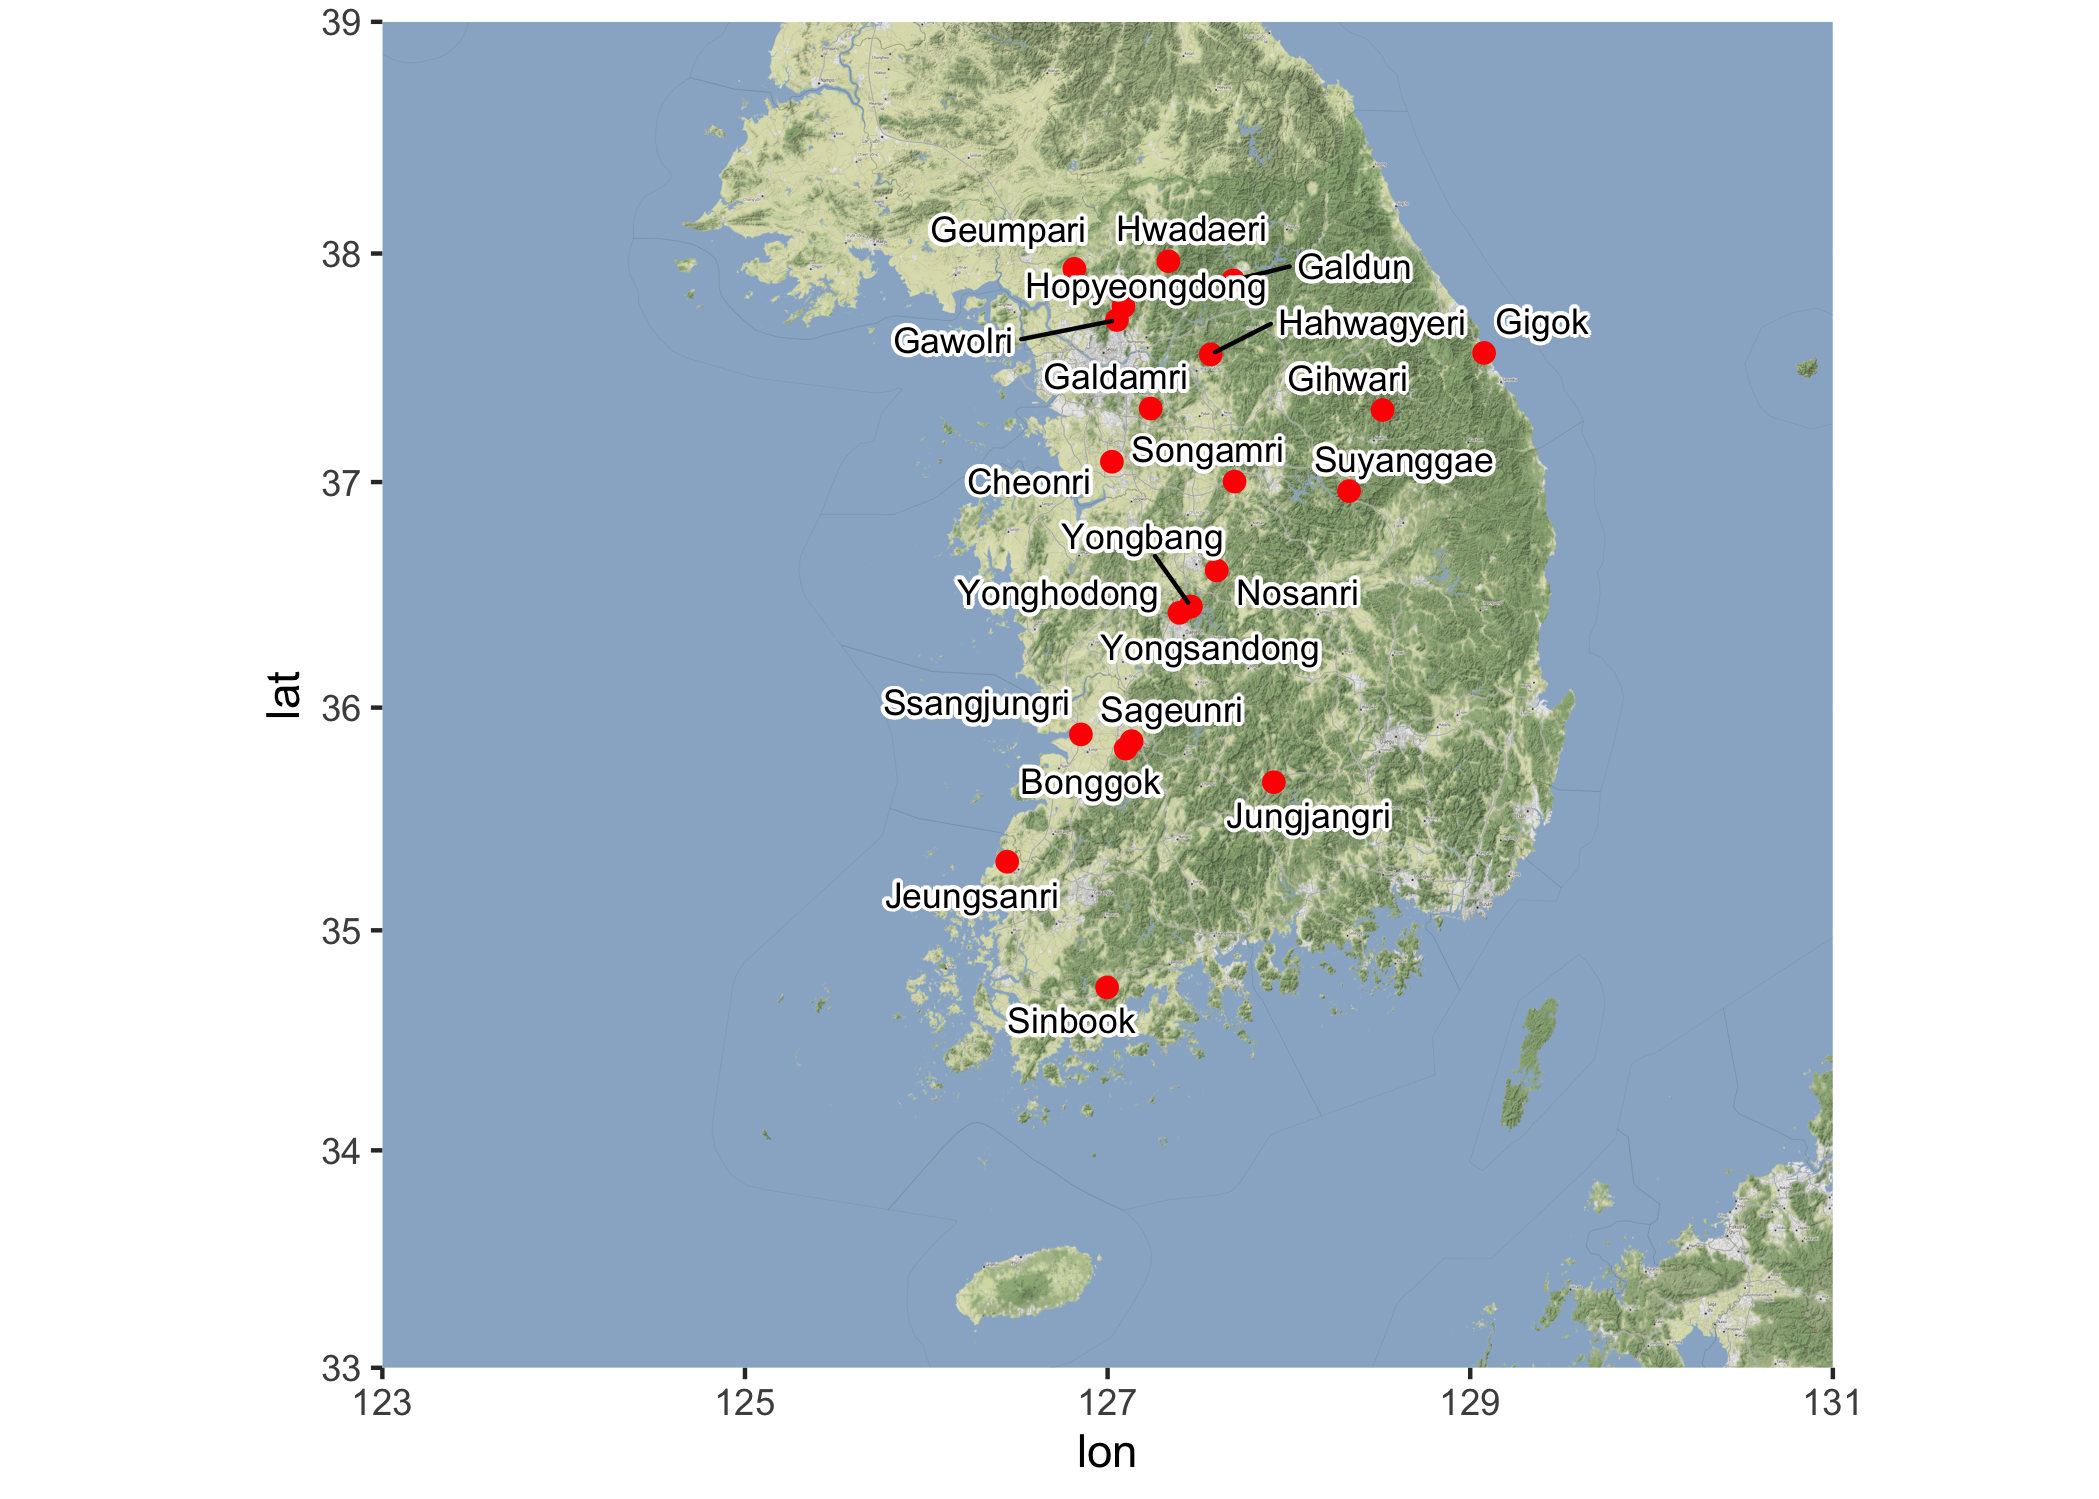 39
38
37
36
35
34
33
lat
Geumpari
Hwadaeri
Galdun
Hopyeongdong
Hahwagyeri
Gigok
Gawolri
Galdamri
Gihwari
Songamri
Suyanggae
Cheonri
Yongbang
Yonghodong
Nosanri
Yongsandong
Ssangjungri
Sageunri
Bonggok
Jungjangri
Jeungsanri
Sinbook
123
125
127
129
131
lon